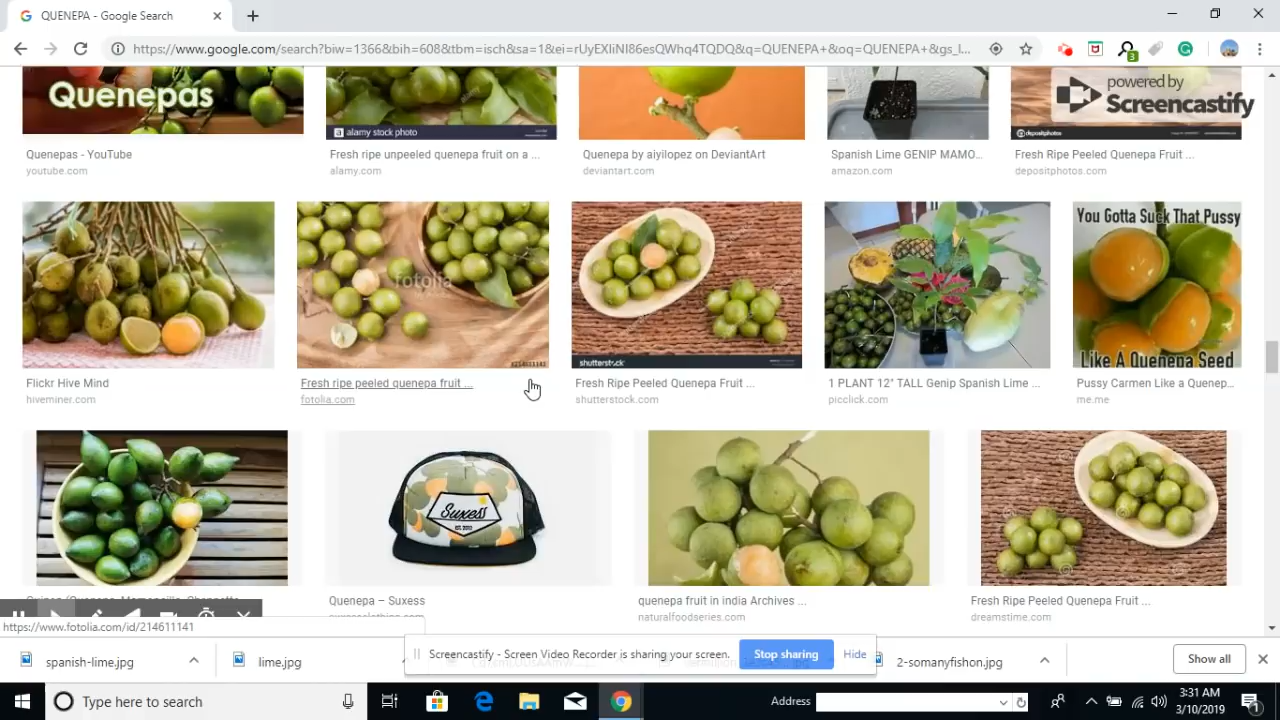 QUENEPA - Google Search
https://www.google.com/search?biw=1366&bih=608&tbm=isch&sa=1&ei=rUyEXIiNI86esQWhq4TQDQ&q=QUENEPA+&oq=QUENEPA+&gs_l...
3
powered by
Screencastify
Quenepas
a alamy stock photo
depositphotos
Quenepas - YouTube
youtube.com
Fresh ripe unpeeled quenepa fruit on a ...
alamy.com
Quenepa by aiyilopez on DeviantArt
deviantart.com
Spanish Lime GENIP MAMO...
amazon.com
Fresh Ripe Peeled Quenepa Fruit ...
depositphotos.com
fotolia
shutterstock
You Gotta Suck That Pussy
Like A Quenepa Seed
Flickr Hive Mind
hiveminer.com
Fresh ripe peeled quenepa fruit ...
fotolia.com
Fresh Ripe Peeled Quenepa Fruit ...
shutterstock.com
1 PLANT 12" TALL Genip Spanish Lime ...
picclick.com
Pussy Carmen Like a Quenep...
me.me
Suxess
Quenepa – Suxess
quenepa fruit in india Archives ...
naturalfoodseries.com
Fresh Ripe Peeled Quenepa Fruit ...
dreamstime.com
https://www.fotolia.com/id/214611141
Screencastify - Screen Video Recorder is sharing your screen.
Stop sharing
Hide
spanish-lime.jpg
lime.jpg
2-somanyfishon.jpg
Show all
Type here to search
Address
3:31 AM
3/10/2019
1